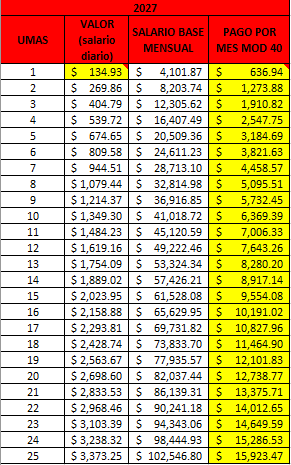 2027
UMAS VALOR (salario diario) SALARIO BASE MENSUAL PAGO POR MES MOD 40
1 $ 134.93 $ 4,101.87 $ 636.94
2 $ 269.86 $ 8,203.74 $ 1,273.88
3 $ 404.79 $ 12,305.62 $ 1,910.82
4 $ 539.72 $ 16,407.49 $ 2,547.75
5 $ 674.65 $ 20,509.36 $ 3,184.69
6 $ 809.58 $ 24,611.23 $ 3,821.63
7 $ 944.51 $ 28,713.10 $ 4,458.57
8 $ 1,079.44 $ 32,814.98 $ 5,095.51
9 $ 1,214.37 $ 36,916.85 $ 5,732.45
10 $ 1,349.30 $ 41,018.72 $ 6,369.39
11 $ 1,484.23 $ 45,120.59 $ 7,006.33
12 $ 1,619.16 $ 49,222.46 $ 7,643.26
13 $ 1,754.09 $ 53,324.34 $ 8,280.20
14 $ 1,889.02 $ 57,426.21 $ 8,917.14
15 $ 2,023.95 $ 61,528.08 $ 9,554.08
16 $ 2,158.88 $ 65,629.95 $ 10,191.02
17 $ 2,293.81 $ 69,731.82 $ 10,827.96
18 $ 2,428.74 $ 73,833.70 $ 11,464.90
19 $ 2,563.67 $ 77,935.57 $ 12,101.83
20 $ 2,698.60 $ 82,037.44 $ 12,738.77
21 $ 2,833.53 $ 86,139.31 $ 13,375.71
22 $ 2,968.46 $ 90,241.18 $ 14,012.65
23 $ 3,103.39 $ 94,343.06 $ 14,649.59
24 $ 3,238.32 $ 98,444.93 $ 15,286.53
25 $ 3,373.25 $ 102,546.80 $ 15,923.47